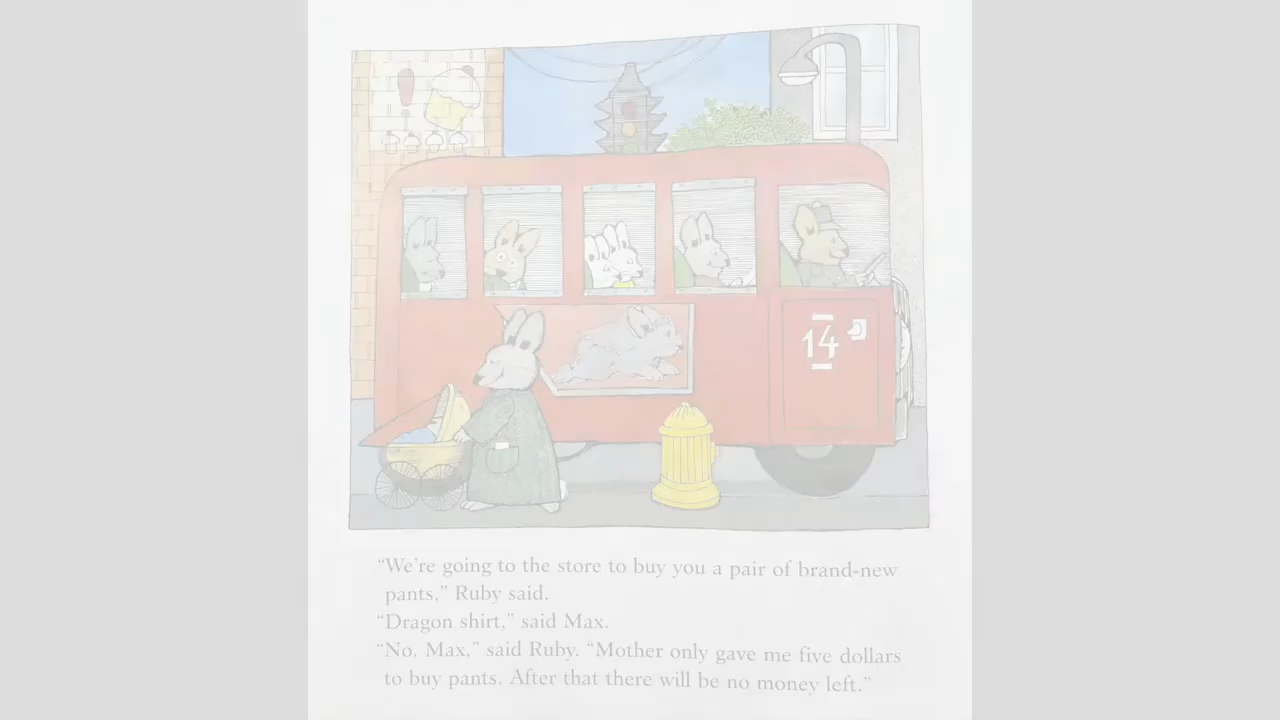 14
“We’re going to the store to buy you a pair of brand-new
pants,” Ruby said.
“Dragon shirt,” said Max.
“No, Max,” said Ruby. “Mother only gave me five dollars
to buy pants. After that there will be no money left.”